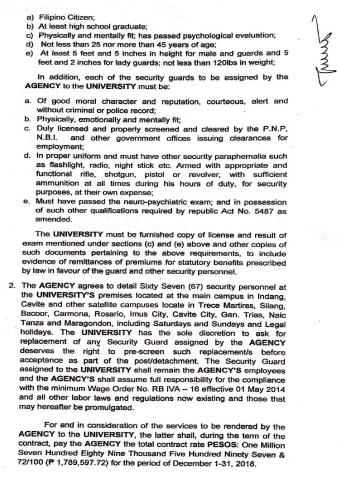 a) Filipino Citizen;
b) At least high school graduate;
c) Physically and mentally fit; has passed psychological evaluation;
d) Not less than 25 nor more than 45 years of age;
e) At least 5 feet and 5 inches in height for male and guards and 5
feet and 2 inches for lady guards; not less than 120lbs in weight;
In addition, each of the security guards to be assigned by the
AGENCY to the UNIVERSITY must be:
a. Of good moral character and reputation, courteous, alert and
without criminal or police record;
b. Physically, emotionally and mentally fit;
c. Duly licensed and properly screened and cleared by the P.N.P,
N.B.I. and other government offices issuing clearances for
employment;
d. In proper uniform and must have other security paraphernalia such
as flashlight, radio, night stick etc. Armed with appropriate and
functional rifle, shotgun, pistol or revolver, with sufficient
ammunition at all times during his hours of duty, for security
purposes, at their own expense;
e. Must have passed the neuro-psychiatric exam; and in possession
of such other qualifications required by republic Act No. 5487 as
amended.
The UNIVERSITY must be furnished copy of license and result of
exam mentioned under sections (c) and (e) above and other copies of
such documents pertaining to the above requirements, to include
evidence of remittances of premiums for statutory benefits prescribed
by law in favour of the guard and other security personnel.
2. The AGENCY agrees to detail Sixty Seven (67) security personnel at
the UNIVERSITY'S premises located at the main campus in Indang,
Cavite and other satellite campuses locate in Trece Martires, Silang,
Bacoor, Carmona, Rosario, Imus City, Cavite City, Gen. Trias, Naic
Tanza and Maragondon, including Saturdays and Sundays and Legal
holidays. The UNIVERSITY has the sole discretion to ask for
replacement of any Security Guard assigned by the AGENCY
deserves the right to pre-screen such replacement/s before
acceptance as part of the post/detachment. The Security Guard
assigned to the UNIVERSITY shall remain the AGENCY'S employees
and the AGENCY'S shall assume full responsibility for the compliance
with the minimum Wage Order No. RB IVA – 16 effective 01 May 2014
and all other labor laws and regulations now existing and those that
may hereafter be promulgated.
For and in consideration of the services to be rendered by the
AGENCY to the UNIVERSITY, the latter shall, during the term of the
contract, pay the AGENCY the total contract rate PESOS: One Million
Seven Hundred Eighty Nine Thousand Five Hundred Ninety Seven &
72/100 (₱ 1,789,597.72) for the period of December 1-31, 2018.